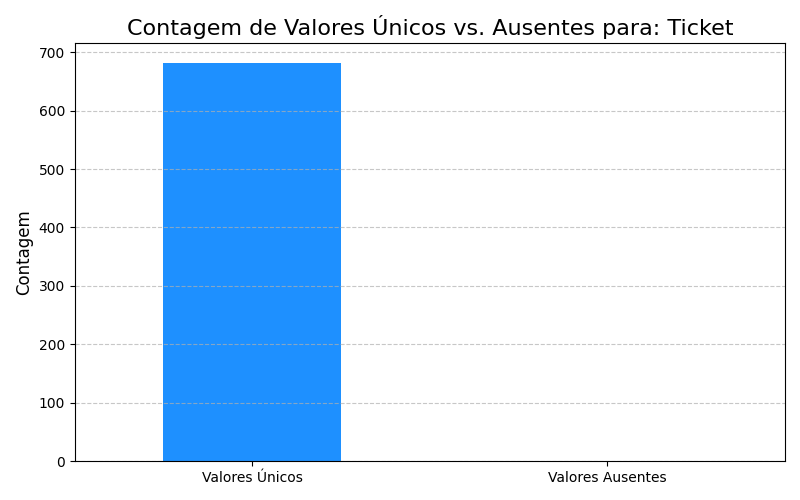 Contagem de Valores Únicos vs. Ausentes para: Ticket
700
600
500
400
300
200
100
0
Contagem
Valores Únicos
Valores Ausentes